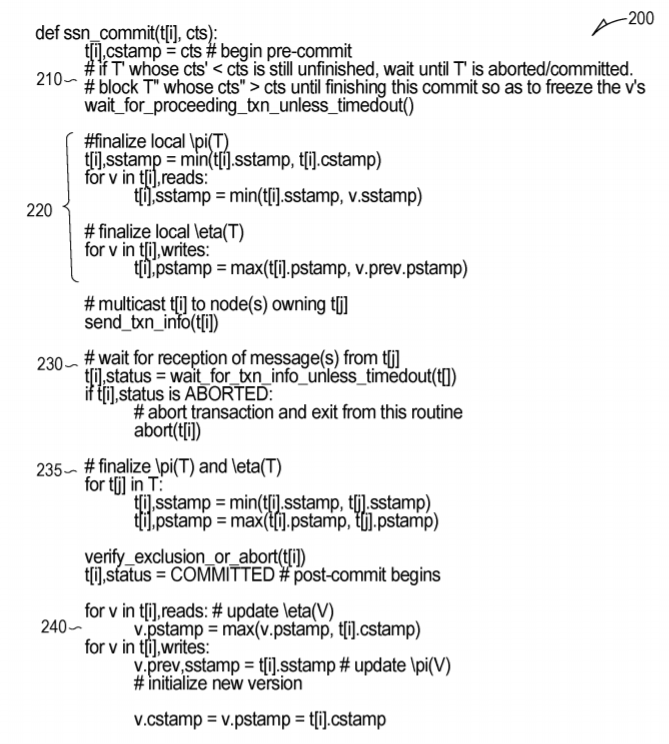 200
def ssn_commit(t[i], cts):
t[i],cstamp = cts # begin pre-commit
# if T' whose cts' < cts is still unfinished, wait until T' is aborted/committed.
210 # block T" whose cts" > cts until finishing this commit so as to freeze the v's
wait_for_proceeding_txn_unless_timedout()
#finalize local \pi(T)
t[i],sstamp = min(t[i].sstamp, t[i].cstamp)
for v in t[i],reads:
t[i],sstamp = min(t[i].sstamp, v.sstamp)
220
# finalize local \eta(T)
for v in t[i],writes:
t[i],pstamp = max(t[i].pstamp, v.prev.pstamp)
# multicast t[i] to node(s) owning t[j]
send_txn_info(t[i])
230 # wait for reception of message(s) from t[j]
t[i],status = wait_for_txn_info_unless_timedout(t[])
if t[i],status is ABORTED:
# abort transaction and exit from this routine
abort(t[i])
235 # finalize \pi(T) and \eta(T)
for t[j] in T:
t[i],sstamp = min(t[i].sstamp, t[j].sstamp)
t[i],pstamp = max(t[i].pstamp, t[j].pstamp)
verify_exclusion_or_abort(t[i])
t[i],status = COMMITTED # post-commit begins
for v in t[i],reads: # update \eta(V)
240 v.pstamp = max(v.pstamp, t[i].cstamp)
for v in t[i],writes:
v.prev,sstamp = t[i].sstamp # update \pi(V)
# initialize new version
v.cstamp = v.pstamp = t[i].cstamp